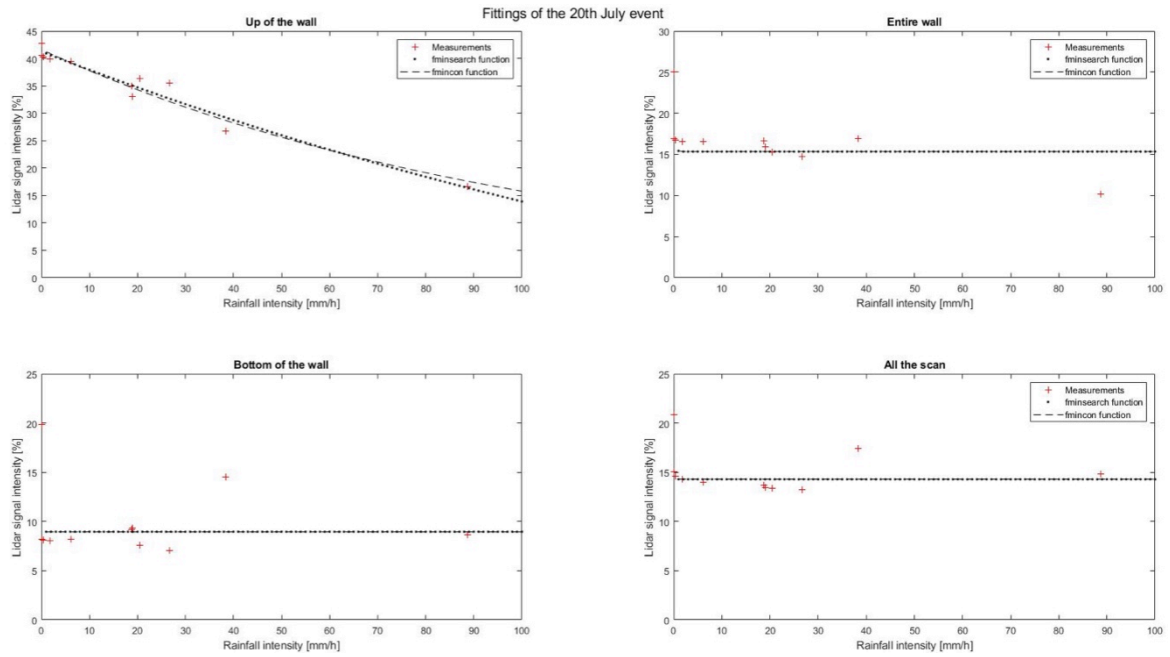 Fittings of the 20th July event
Up of the wall
45
40
35
30
25
20
15
10
5
0
Lidar signal intensity [%]
0 10 20 30 40 50 60 70 80 90 100
Rainfall intensity [mm/h]
Measurements
fminsearch function
fmincon function
Entire wall
30
25
20
15
10
5
0
Lidar signal intensity [%]
0 10 20 30 40 50 60 70 80 90 100
Rainfall intensity [mm/h]
Measurements
fminsearch function
fmincon function
Bottom of the wall
25
20
15
10
5
0
Lidar signal intensity [%]
0 10 20 30 40 50 60 70 80 90 100
Rainfall intensity [mm/h]
All the scan
25
20
15
10
5
0
Lidar signal intensity [%]
0 10 20 30 40 50 60 70 80 90 100
Rainfall intensity [mm/h]
Measurements
fminsearch function
fmincon function